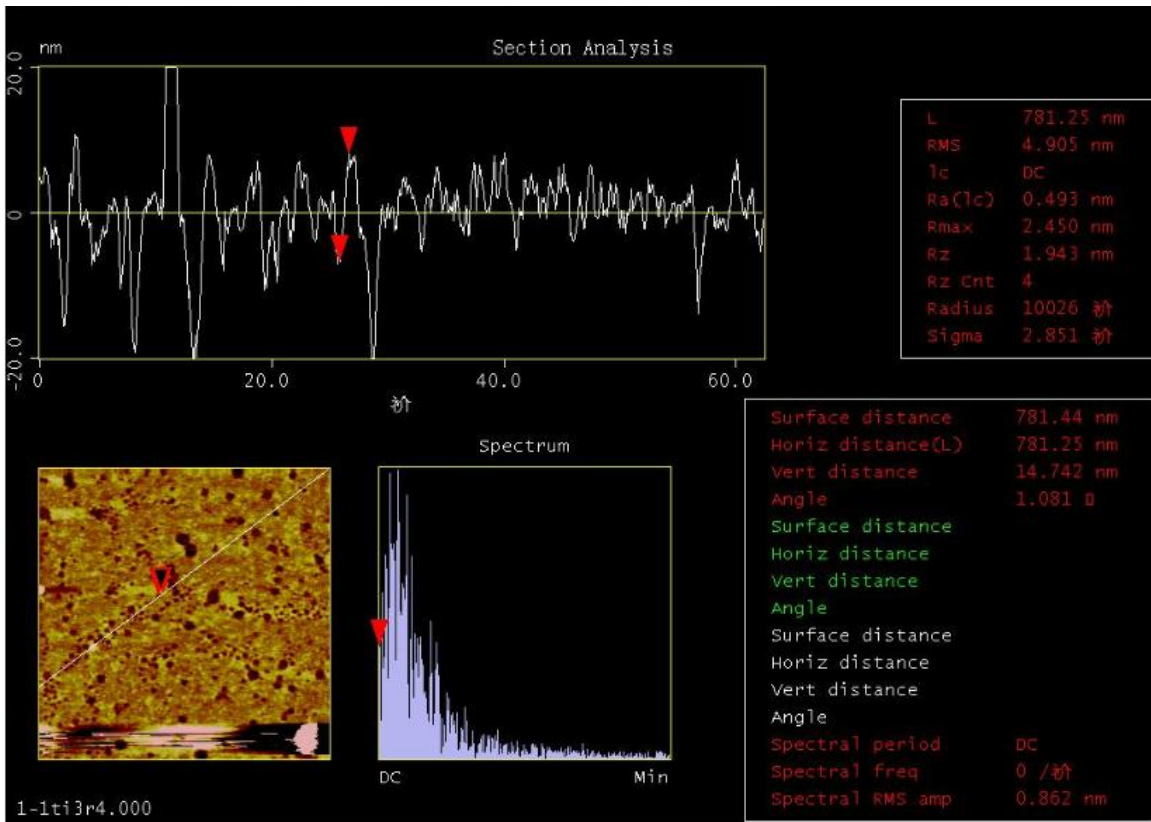 Section Analysis
nm
20.0
0
-20.0
0 20.0 40.0 60.0
祄
L 781.25 nm
RMS 4.905 nm
lc DC
Ra(lc) 0.493 nm
Rmax 2.450 nm
Rz 1.943 nm
Rz Cnt 4
Radius 10026 祄
Sigma 2.851 祄
Spectrum
DC Min
Surface distance 781.44 nm
Horiz distance(L) 781.25 nm
Vert distance 14.742 nm
Angle 1.081
Surface distance
Horiz distance
Vert distance
Angle
Surface distance
Horiz distance
Vert distance
Angle
Spectral period DC
Spectral freq 0 /祄
Spectral RMS amp 0.862 nm
1-1ti3r4.000